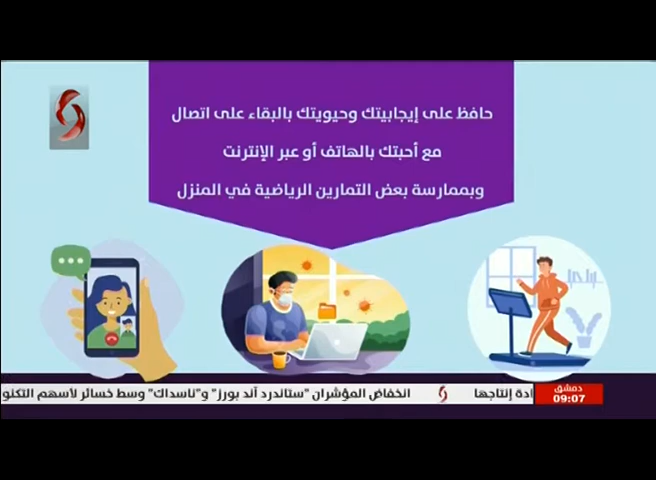 حافظ على إيجابيتك وحيويتك بالبقاء على اتصال
مع أحبتك بالهاتف أو عبر الإنترنت
وبممارسة بعض التمارين الرياضية في المنزل
دمشق
09:07
ادة إنتاجها
انخفاض المؤشران "ستاندرد آند بورز" و"ناسداك" وسط خسائر لأسهم التكنو